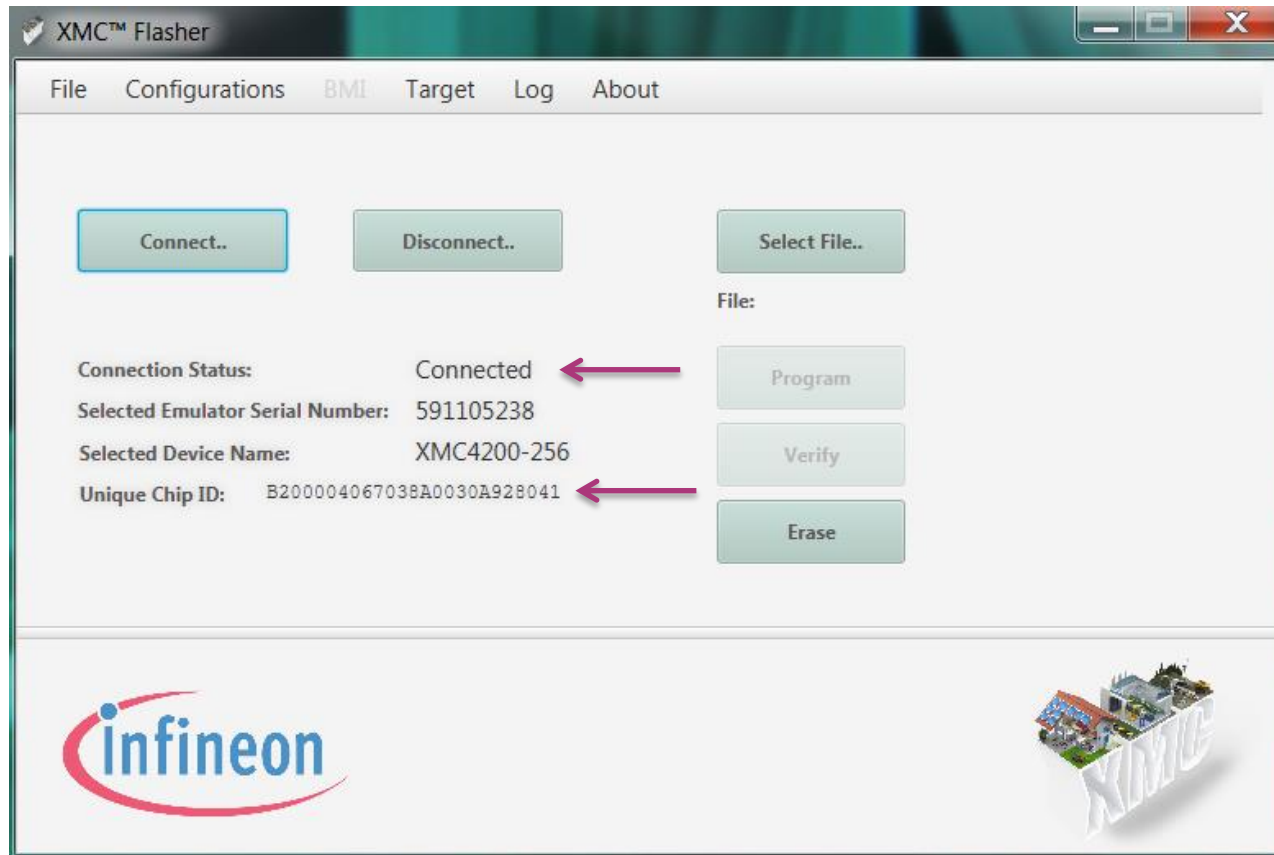 XMC™ Flasher
File Configurations BMI Target Log About
Connect.. Disconnect.. Select File..
File:
Connection Status: Connected
Program
Selected Emulator Serial Number: 591105238
Selected Device Name: XMC4200-256
Verify
Unique Chip ID: B200004067038A0030A928041
Erase
infineon
XMC